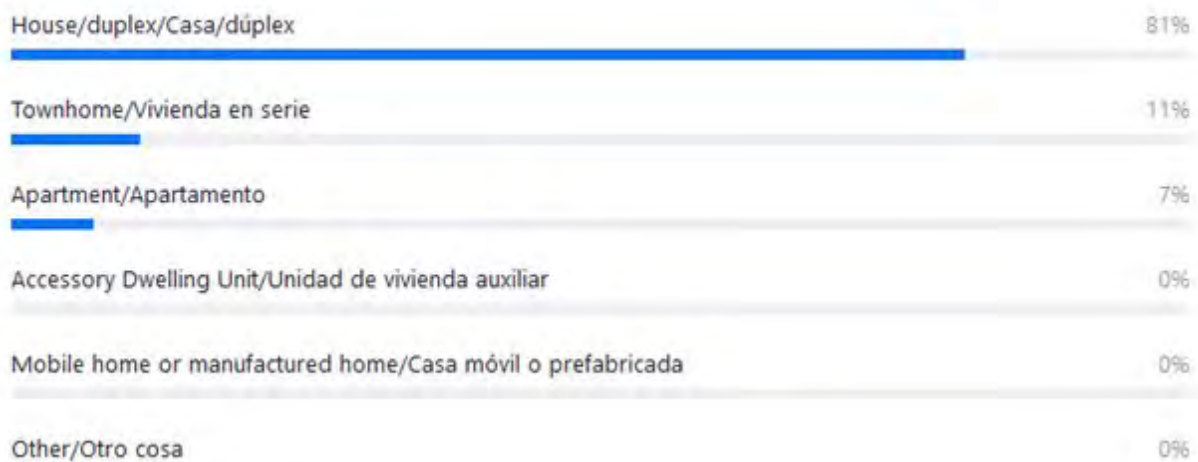 House/duplex/Casa/dúplex 81%
Townhome/Vivienda en serie 11%
Apartment/Apartamento 7%
Accessory Dwelling Unit/Unidad de vivienda auxiliar 0%
Mobile home or manufactured home/Casa móvil o prefabricada 0%
Other/Otro cosa 0%